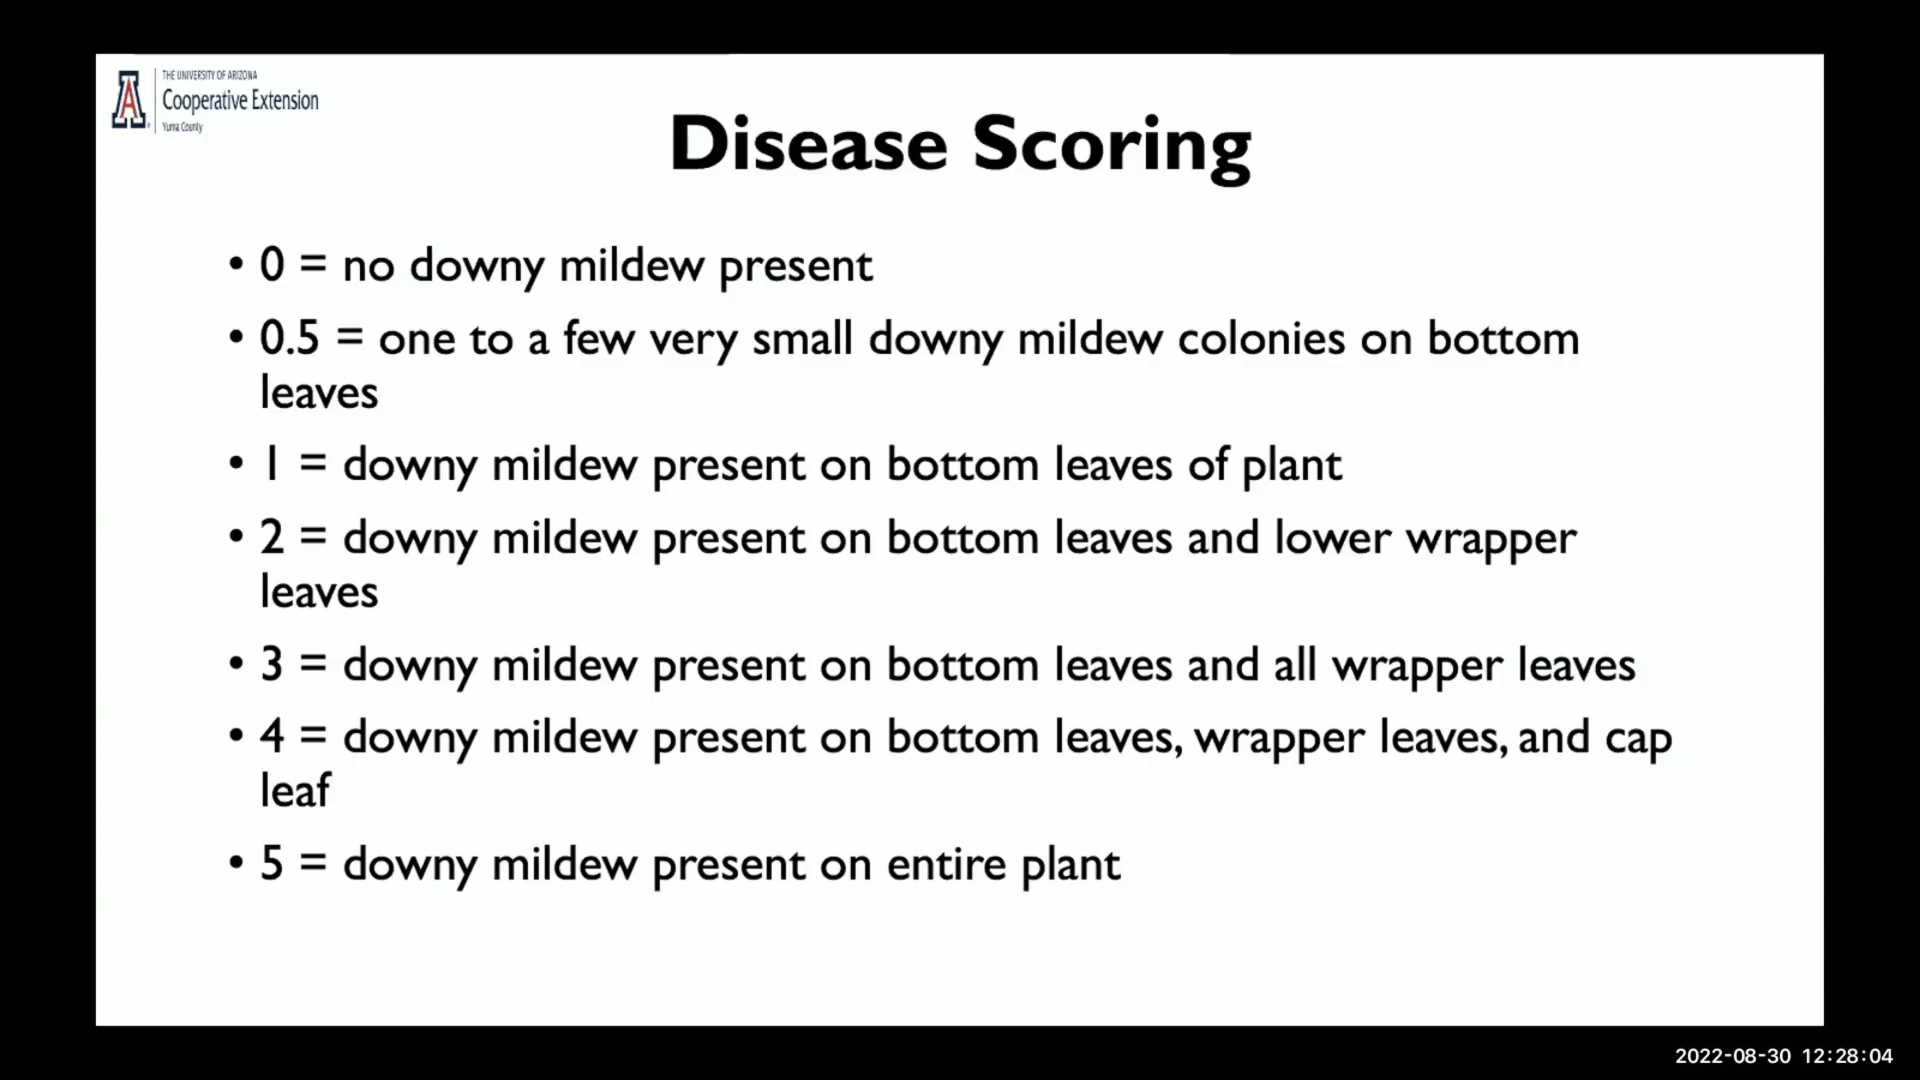 THE UNIVERSITY OF ARIZONA
Cooperative Extension
Yuma County
Disease Scoring
• 0 = no downy mildew present
• 0.5 = one to a few very small downy mildew colonies on bottom
leaves
• 1 = downy mildew present on bottom leaves of plant
• 2 = downy mildew present on bottom leaves and lower wrapper
leaves
• 3 = downy mildew present on bottom leaves and all wrapper leaves
• 4 = downy mildew present on bottom leaves, wrapper leaves, and cap
leaf
• 5 = downy mildew present on entire plant
2022-08-30 12:28:04